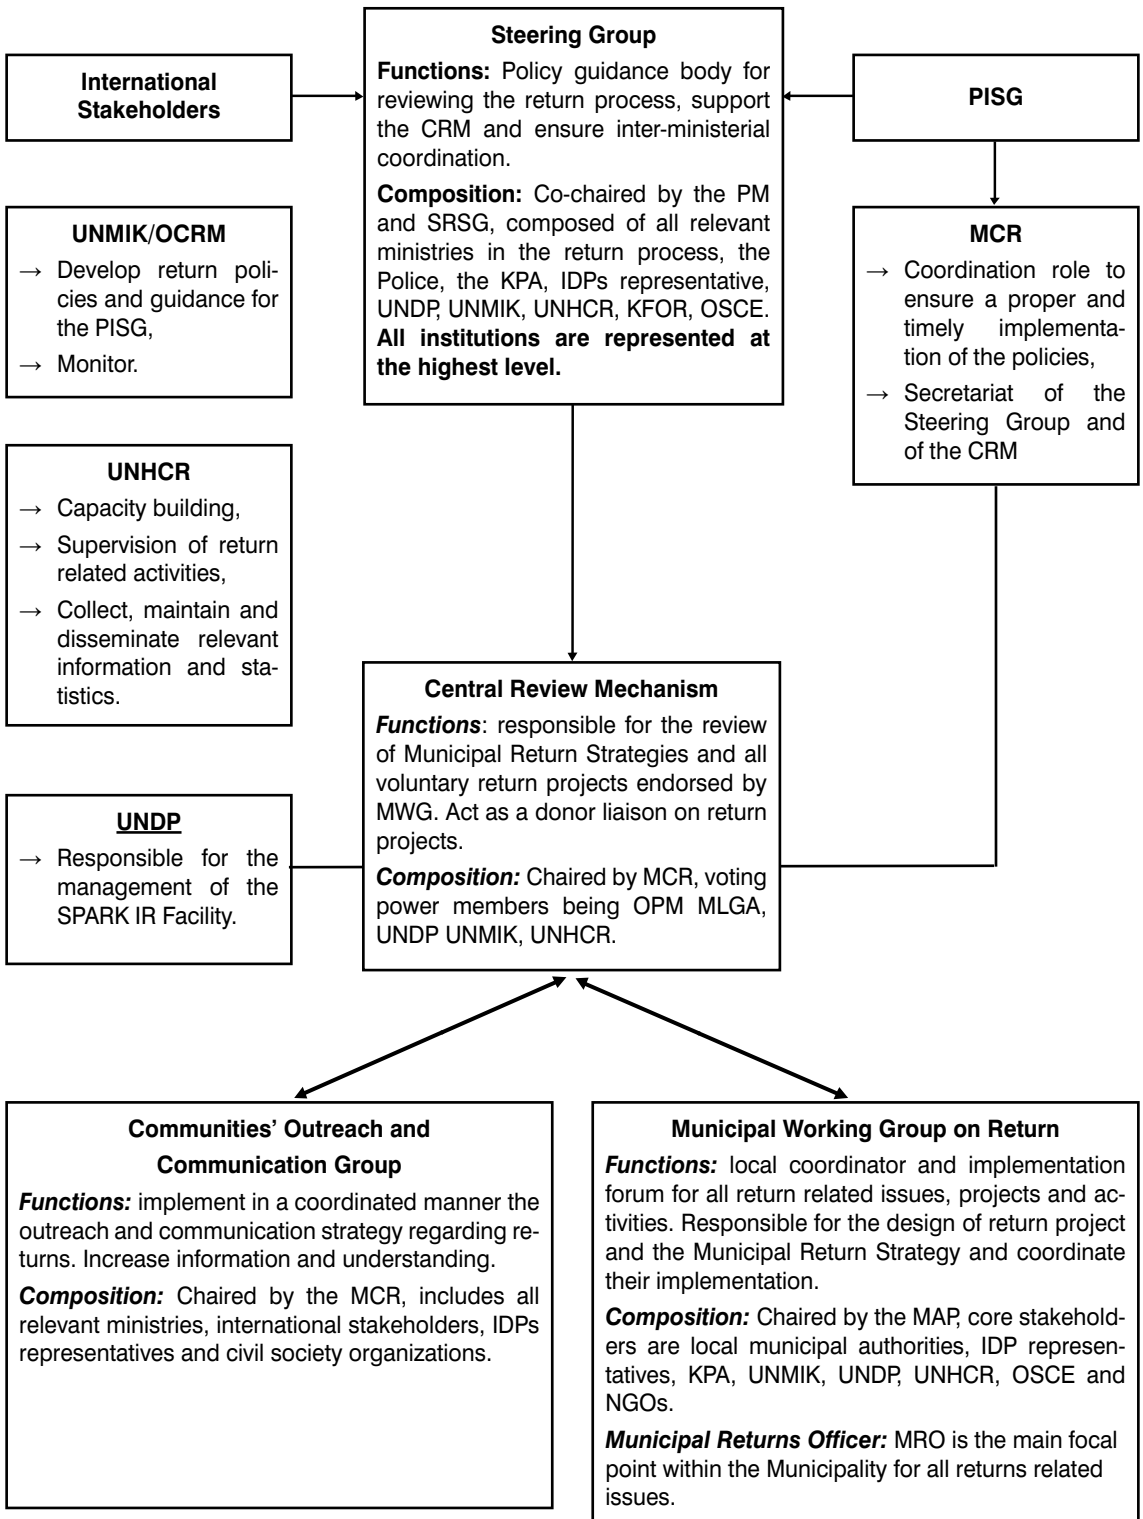 Steering Group
Functions: Policy guidance body for
reviewing the return process, support
the CRM and ensure inter-ministerial
coordination.
Composition: Co-chaired by the PM
and SRSG, composed of all relevant
ministries in the return process, the
Police, the KPA, IDPs representative,
UNDP, UNMIK, UNHCR, KFOR, OSCE.
All institutions are represented at
the highest level.
International
Stakeholders
PISG
UNMIK/OCRM
→ Develop return poli-
cies and guidance for
the PISG,
→ Monitor.
MCR
→ Coordination role to
ensure a proper and
timely implementa-
tion of the policies,
→ Secretariat of the
Steering Group and
of the CRM
UNHCR
→ Capacity building,
→ Supervision of return
related activities,
→ Collect, maintain and
disseminate relevant
information and sta-
tistics.
Central Review Mechanism
Functions: responsible for the review
of Municipal Return Strategies and all
voluntary return projects endorsed by
MWG. Act as a donor liaison on return
projects.
Composition: Chaired by MCR, voting
power members being OPM MLGA,
UNDP UNMIK, UNHCR.
UNDP
→ Responsible for the
management of the
SPARK IR Facility.
Communities’ Outreach and
Communication Group
Functions: implement in a coordinated manner the
outreach and communication strategy regarding re-
turns. Increase information and understanding.
Composition: Chaired by the MCR, includes all
relevant ministries, international stakeholders, IDPs
representatives and civil society organizations.
Municipal Working Group on Return
Functions: local coordinator and implementation
forum for all return related issues, projects and ac-
tivities. Responsible for the design of return project
and the Municipal Return Strategy and coordinate
their implementation.
Composition: Chaired by the MAP, core stakehold-
ers are local municipal authorities, IDP represen-
tatives, KPA, UNMIK, UNDP, UNHCR, OSCE and
NGOs.
Municipal Returns Officer: MRO is the main focal
point within the Municipality for all returns related
issues.